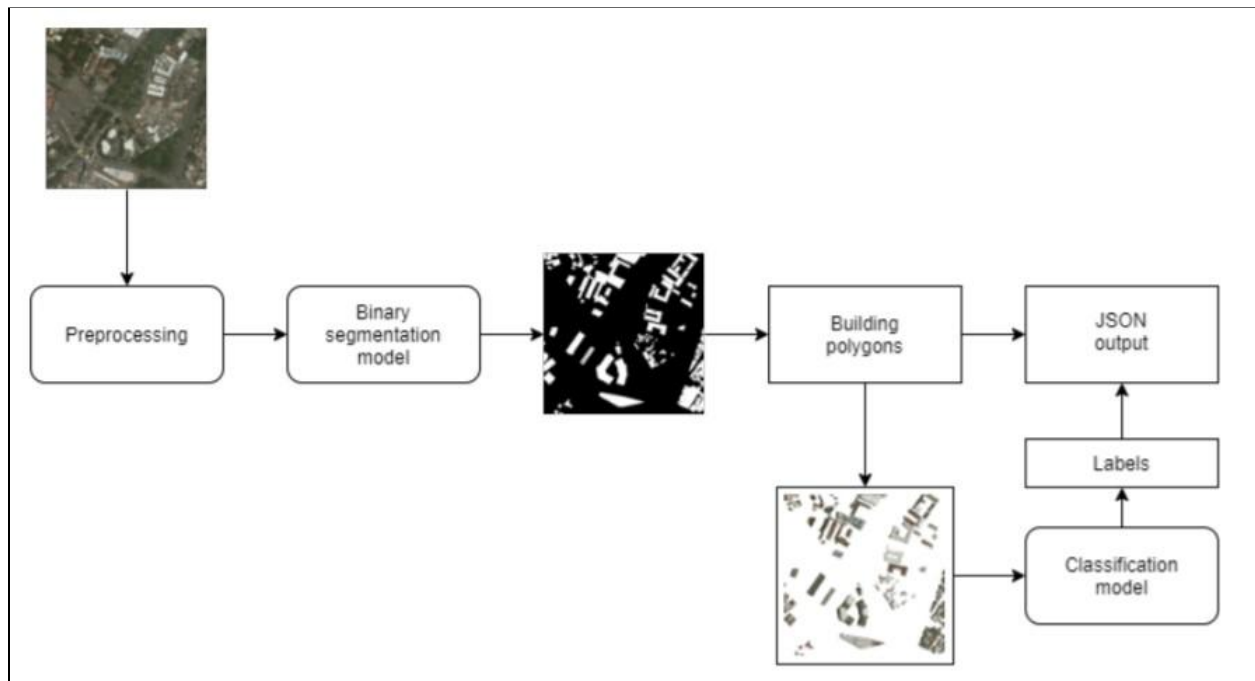 Preprocessing
Binary
segmentation
model
Building
polygons
JSON
output
Labels
Classification
model